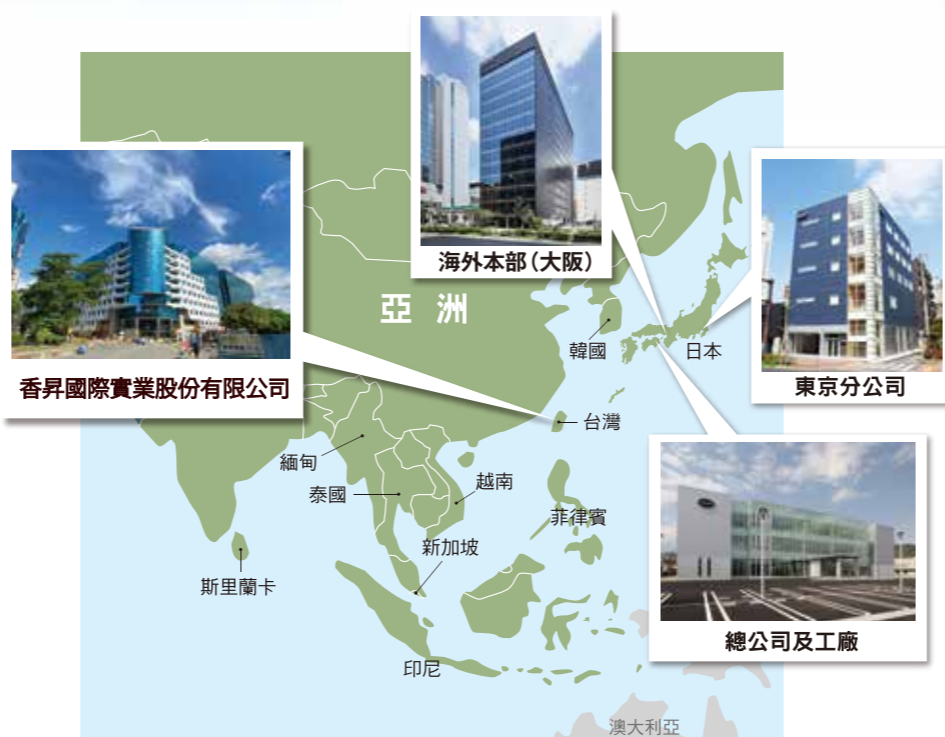 海外本部(大阪)
亞 洲
香昇國際實業股份有限公司
韓國
日本
東京分公司
台灣
緬甸
泰國
越南
菲律賓
新加坡
斯里蘭卡
總公司及工廠
印尼
澳大利亞